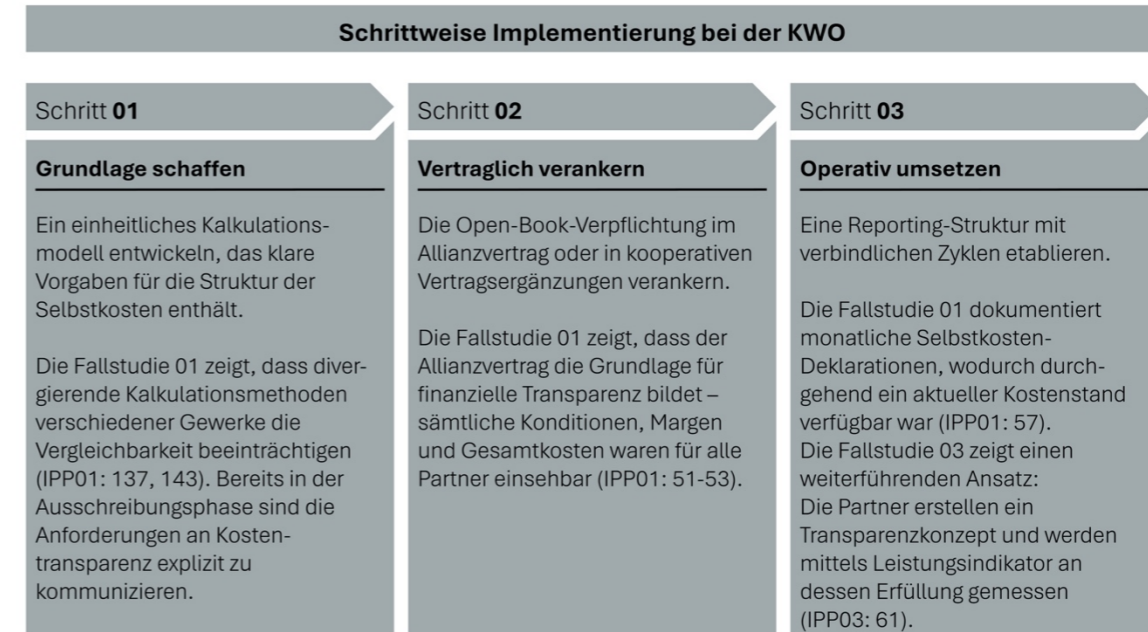 Schrittweise Implementierung bei der KWO
Schritt 01
Grundlage schaffen
Ein einheitliches Kalkulations-
modell entwickeln, das klare
Vorgaben für die Struktur der
Selbstkosten enthält.
Die Fallstudie 01 zeigt, dass diver-
gierende Kalkulationsmethoden
verschiedener Gewerke die
Vergleichbarkeit beeinträchtigen
(IPP01: 137, 143). Bereits in der
Ausschreibungsphase sind die
Anforderungen an Kosten-
transparenz explizit zu
kommunizieren.
Schritt 02
Vertraglich verankern
Die Open-Book-Verpflichtung im
Allianzvertrag oder in kooperativen
Vertragsergänzungen verankern.
Die Fallstudie 01 zeigt, dass der
Allianzvertrag die Grundlage für
finanzielle Transparenz bildet –
sämtliche Konditionen, Margen
und Gesamtkosten waren für alle
Partner einsehbar (IPP01: 51-53).
Schritt 03
Operativ umsetzen
Eine Reporting-Struktur mit
verbindlichen Zyklen etablieren.
Die Fallstudie 01 dokumentiert
monatliche Selbstkosten-
Deklarationen, wodurch durch-
gehend ein aktueller Kostenstand
verfügbar war (IPP01: 57).
Die Fallstudie 03 zeigt einen
weiterführenden Ansatz:
Die Partner erstellen ein
Transparenzkonzept und werden
mittels Leistungsindikator an
dessen Erfüllung gemessen
(IPP03: 61).